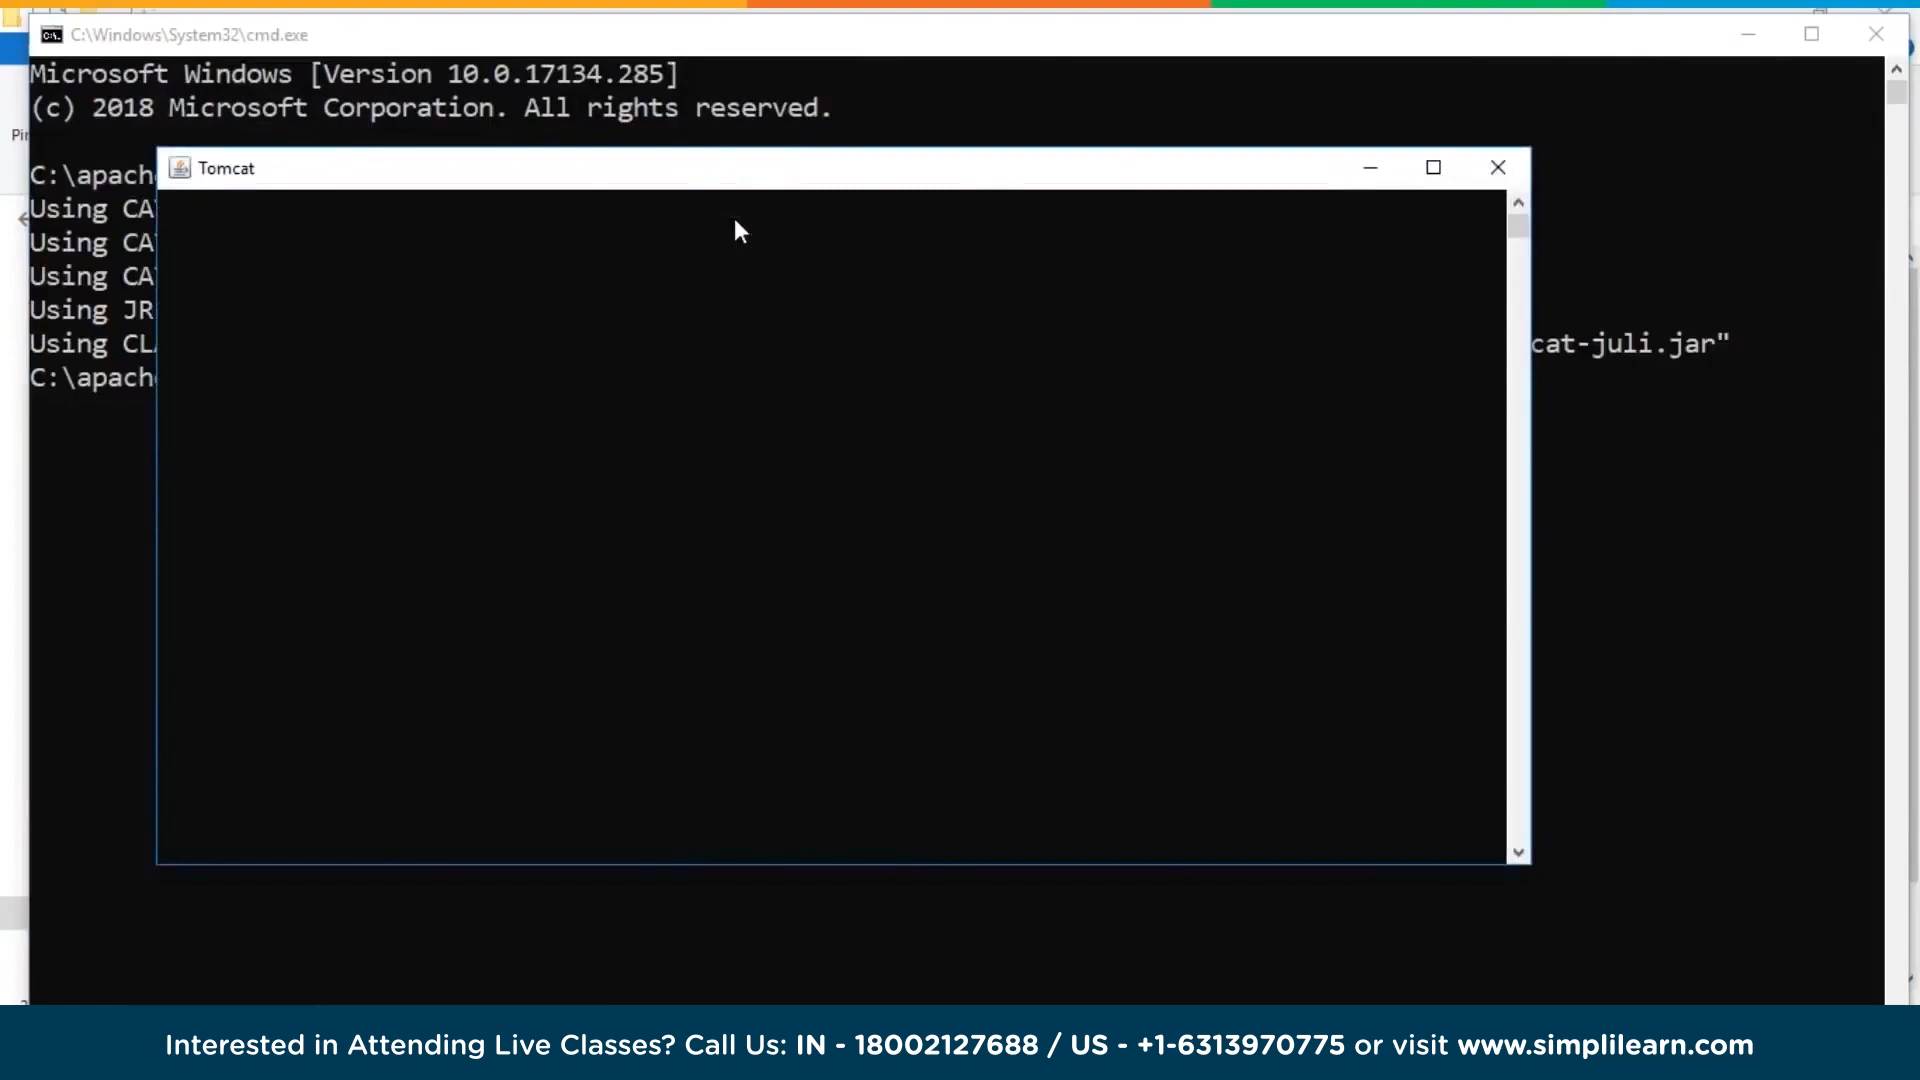 C:\Windows\System32\cmd.exe
Microsoft Windows [Version 10.0.17134.285]
(c) 2018 Microsoft Corporation. All rights reserved.
Tomcat
C:\apache
Using CA
Using CA
Using CA
Using JR
Using CL cat-juli.jar"
C:\apache
Interested in Attending Live Classes? Call Us: IN - 18002127688 / US - +1-6313970775 or visit www.simplilearn.com